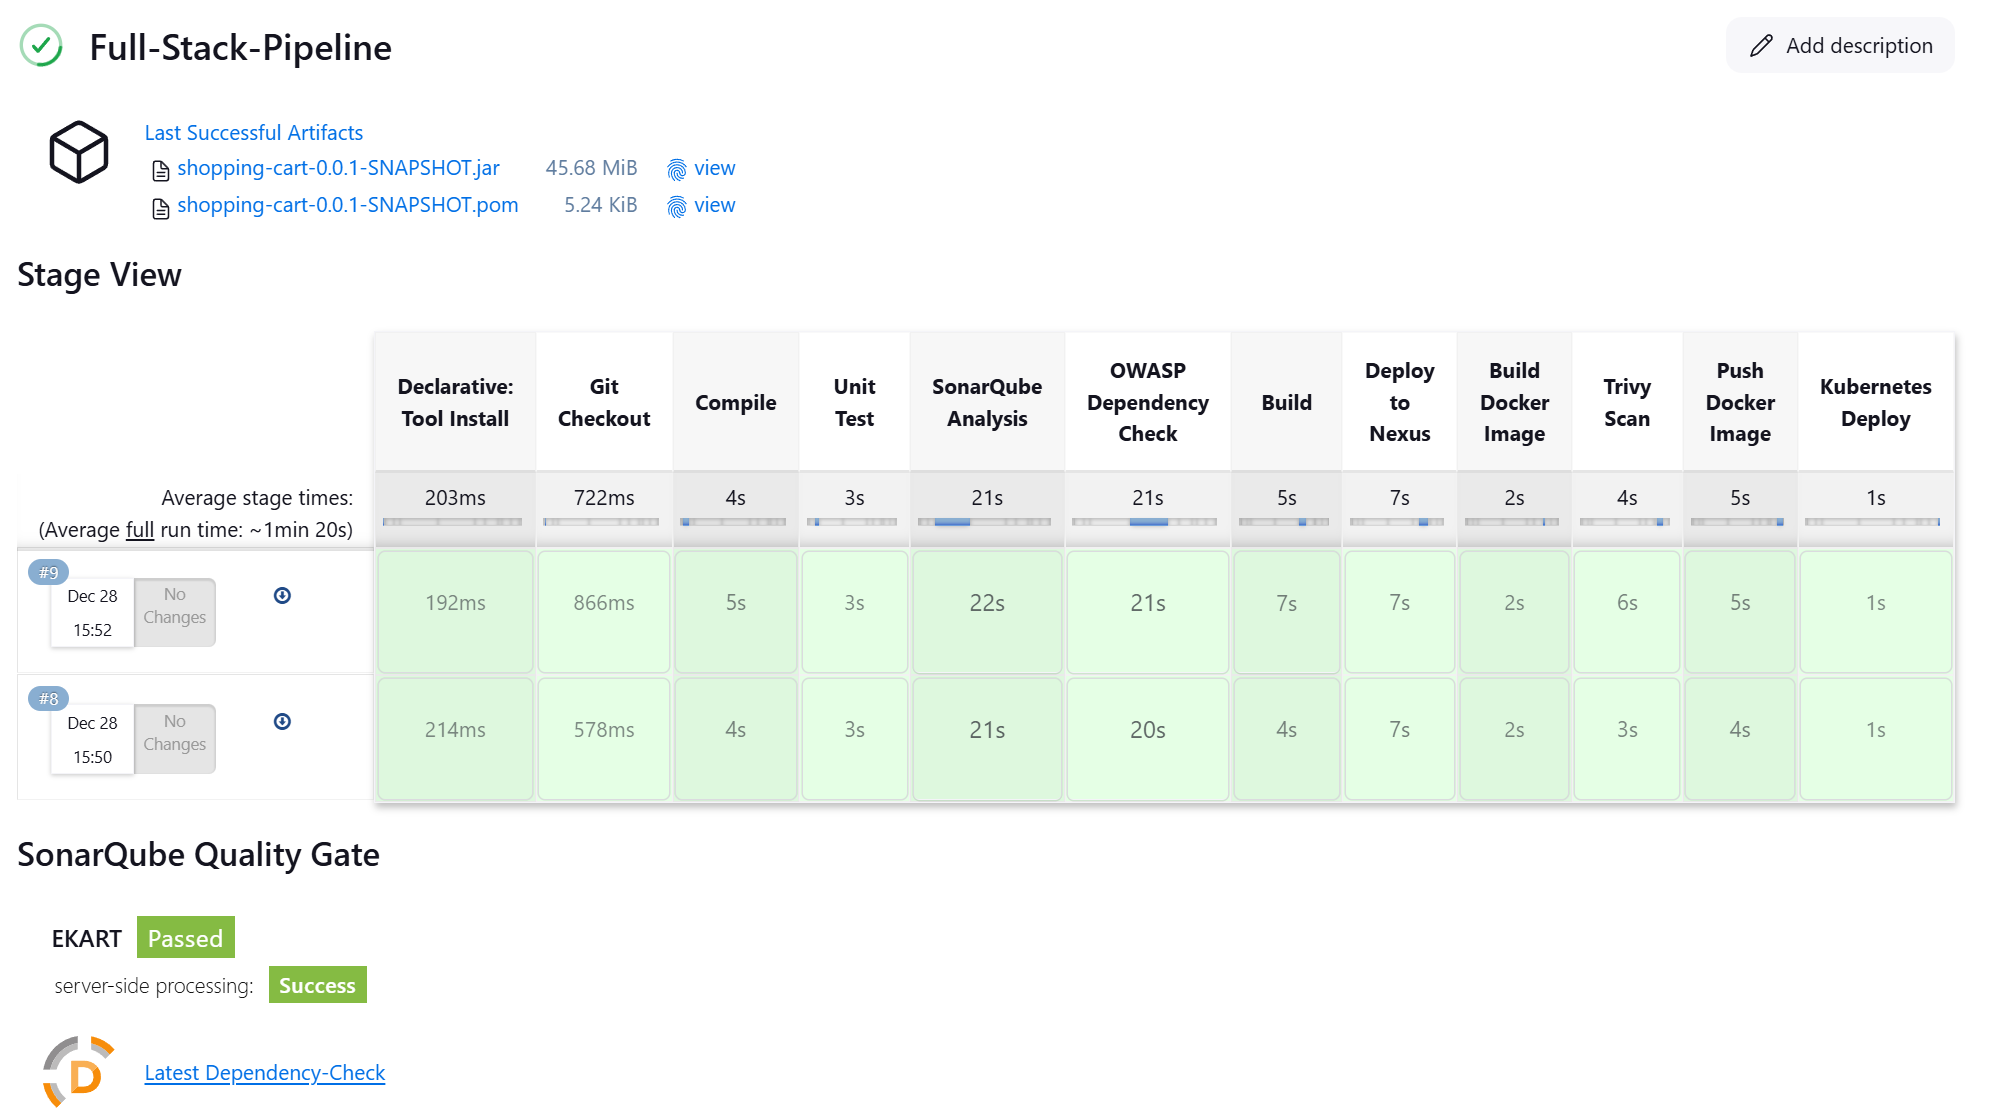 Full-Stack-Pipeline
Add description
Last Successful Artifacts
shopping-cart-0.0.1-SNAPSHOT.jar 45.68 MiB view
shopping-cart-0.0.1-SNAPSHOT.pom 5.24 KiB view
Stage View
Declarative:
Tool Install
Git
Checkout
Compile
Unit
Test
SonarQube
Analysis
OWASP
Dependency
Check
Build
Deploy
to
Nexus
Build
Docker
Image
Trivy
Scan
Push
Docker
Image
Kubernetes
Deploy
Average stage times:
(Average full run time: ~1min 20s)
203ms 722ms 4s 3s 21s 21s 5s 7s 2s 4s 5s 1s
#9
Dec 28
15:52
No
Changes
192ms 866ms 5s 3s 22s 21s 7s 7s 2s 6s 5s 1s
#8
Dec 28
15:50
No
Changes
214ms 578ms 4s 3s 21s 20s 4s 7s 2s 3s 4s 1s
SonarQube Quality Gate
EKART Passed
server-side processing: Success
D
Latest Dependency-Check